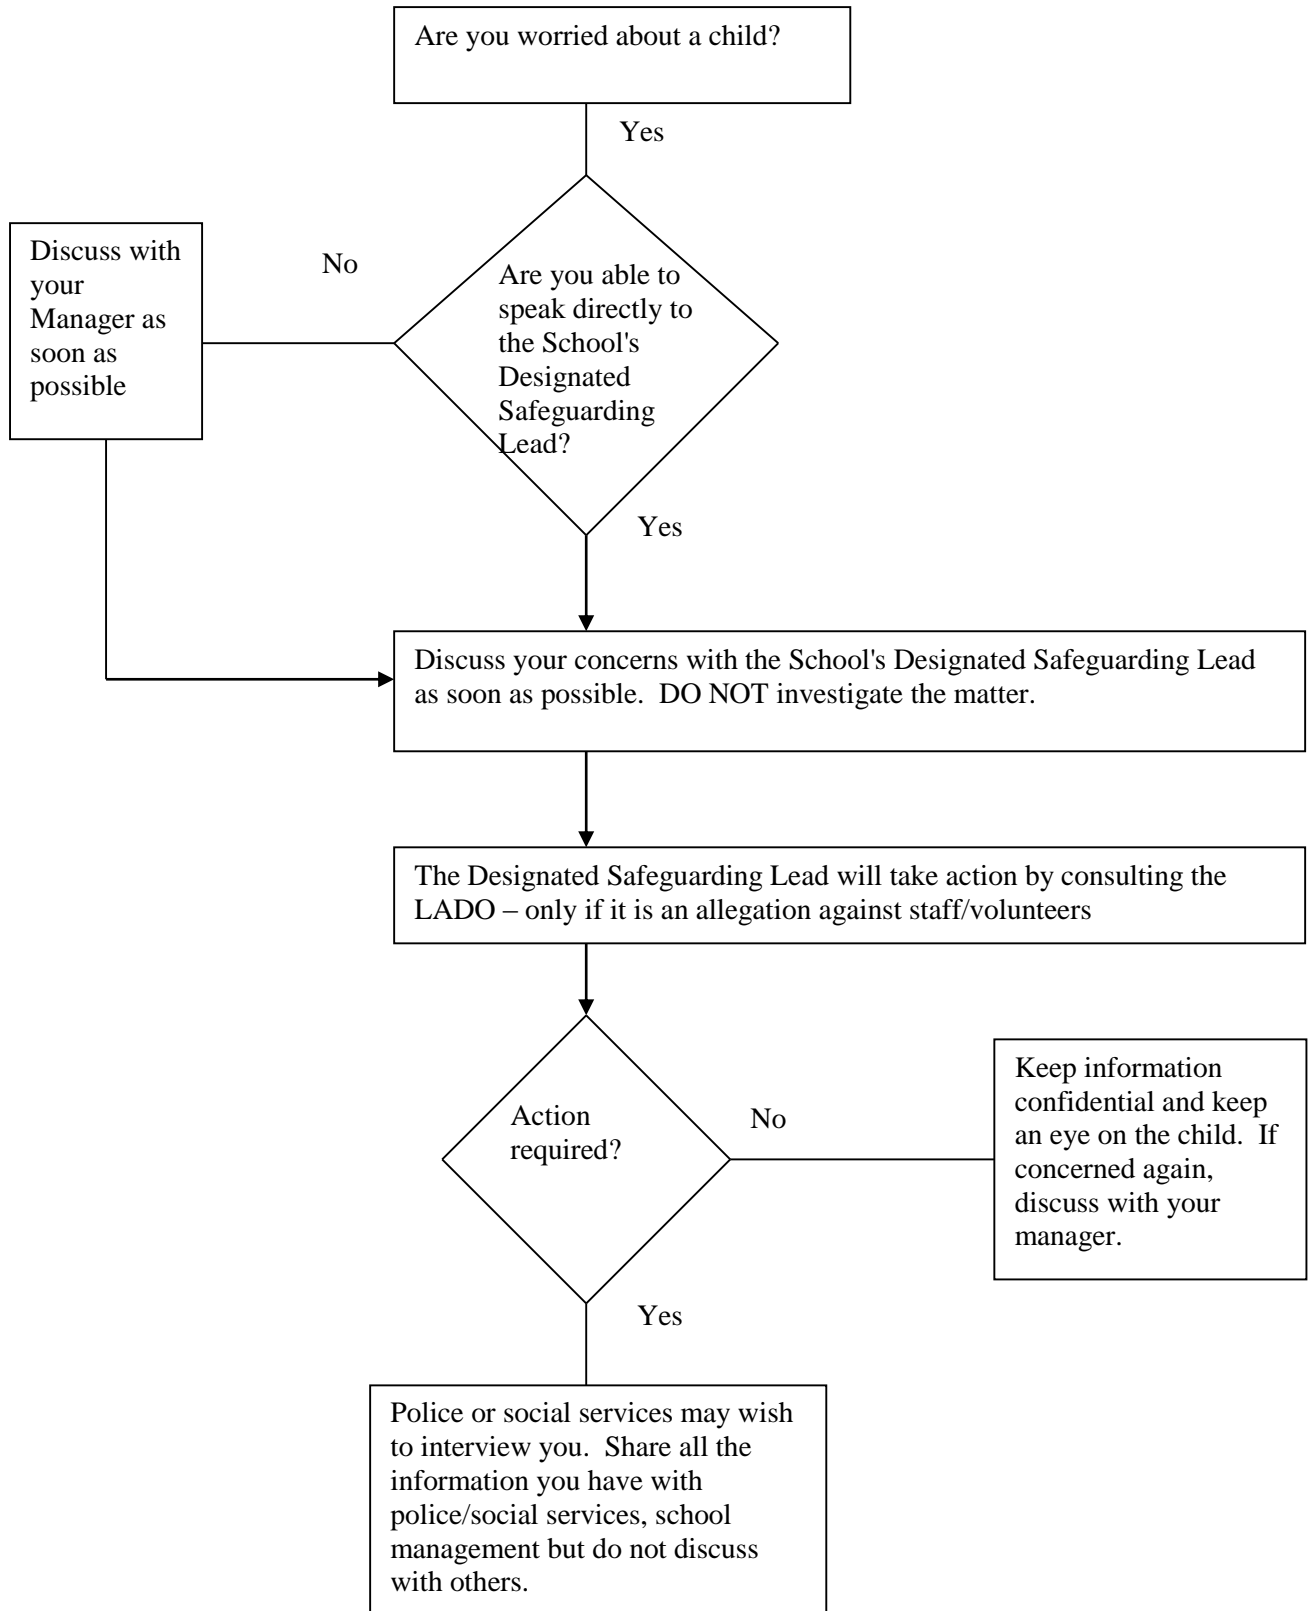 Are you worried about a child?
Yes
Discuss with
your
Manager as
soon as
possible
No
Are you able to
speak directly to
the School's
Designated
Safeguarding
Lead?
Yes
Discuss your concerns with the School's Designated Safeguarding Lead
as soon as possible.  DO NOT investigate the matter.
The Designated Safeguarding Lead will take action by consulting the
LADO – only if it is an allegation against staff/volunteers
Action
required?
No
Keep information
confidential and keep
an eye on the child.  If
concerned again,
discuss with your
manager.
Yes
Police or social services may wish
to interview you.  Share all the
information you have with
police/social services, school
management but do not discuss
with others.